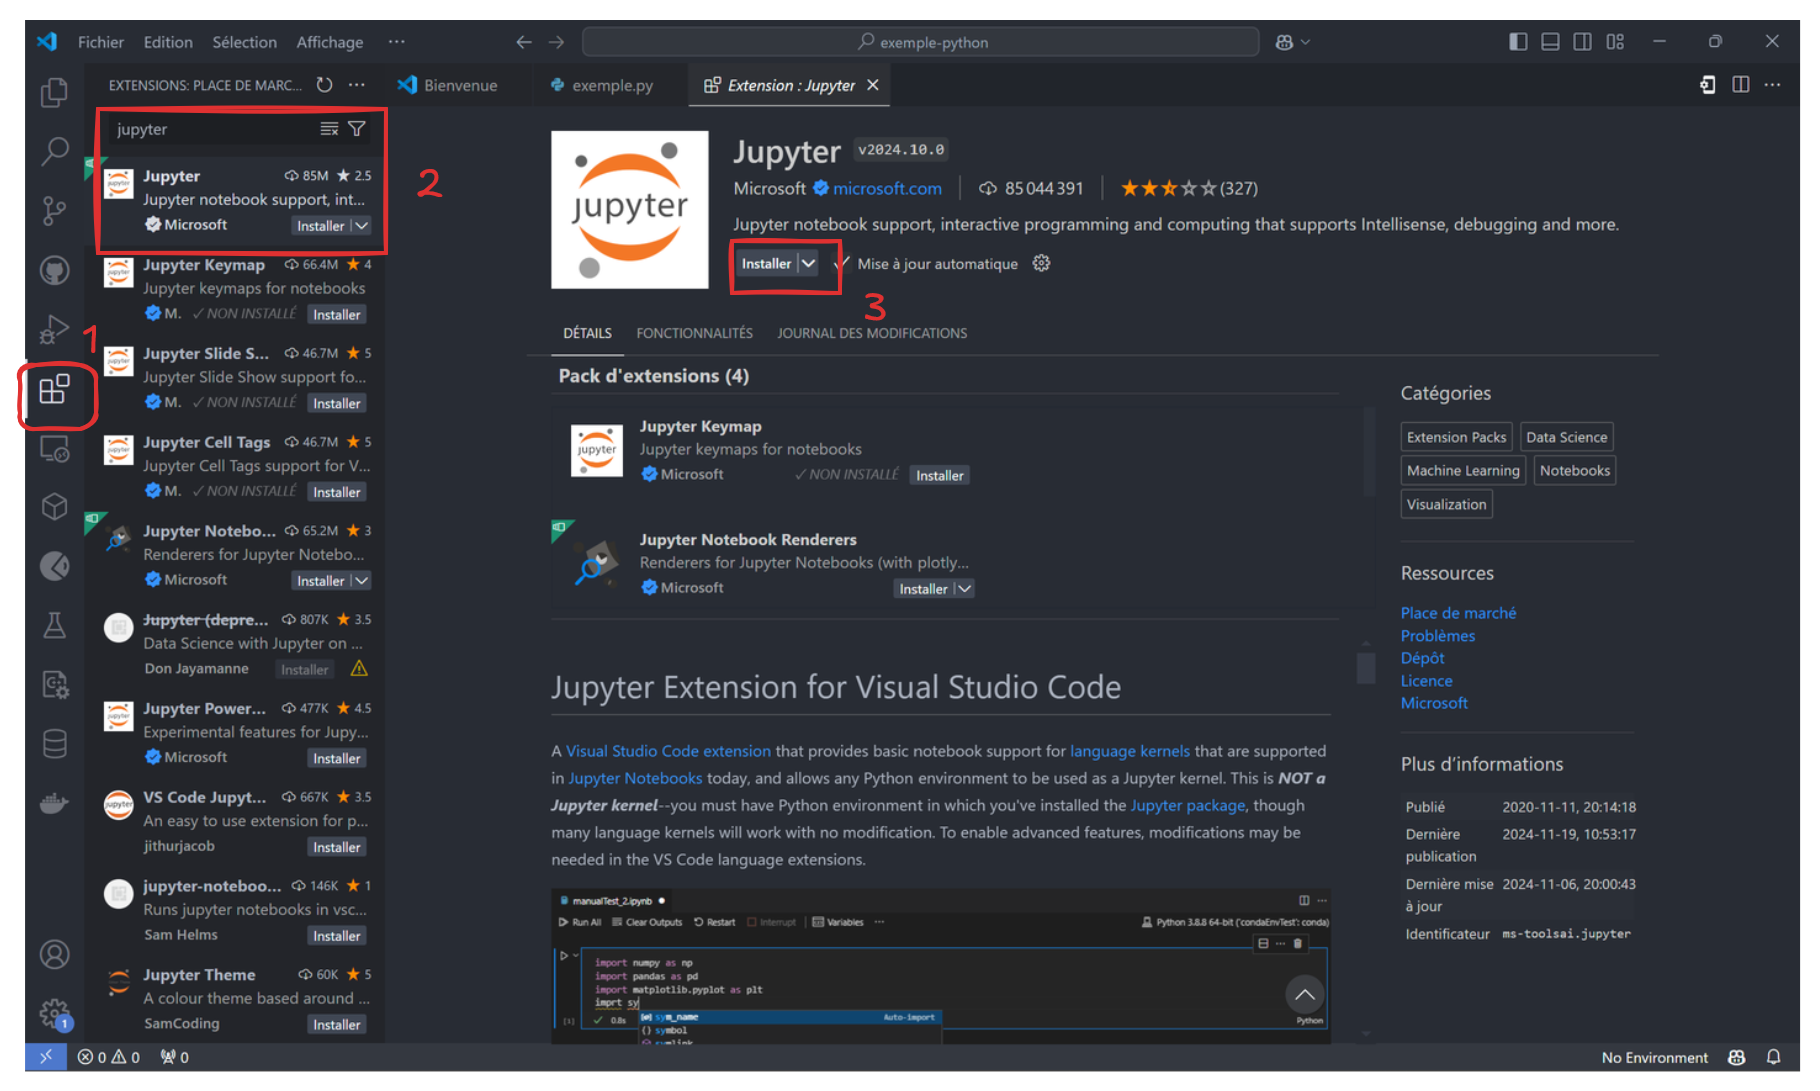 Fichier Edition Sélection Affichage ···
exemple-python
EXTENSIONS: PLACE DE MARC... ···
Bienvenue
exemple.py
Extension : Jupyter
jupyter
Jupyter 85M ★ 2.5
Jupyter notebook support, int...
Microsoft Installer
Jupyter Keymap 66.4M ★ 4
Jupyter keymaps for notebooks
M. ✓ NON INSTALLÉ Installer
Jupyter Slide S... 46.7M ★ 5
Jupyter Slide Show support fo...
M. ✓ NON INSTALLÉ Installer
Jupyter Cell Tags 46.7M ★ 5
Jupyter Cell Tags support for V...
M. ✓ NON INSTALLÉ Installer
Jupyter Notebo... 65.2M ★ 3
Renderers for Jupyter Notebo...
Microsoft Installer
Jupyter (depre... 807K ★ 3.5
Data Science with Jupyter on ...
Don Jayamanne Installer
Jupyter Power... 477K ★ 4.5
Experimental features for Jupy...
Microsoft Installer
VS Code Jupyt... 667K ★ 3.5
An easy to use extension for p...
jithurjacob Installer
jupyter-noteboo... 146K ★ 1
Runs jupyter notebooks in vsc...
Sam Helms Installer
Jupyter Theme 60K ★ 5
A colour theme based around ...
SamCoding Installer
1
2
3
jupyter
Jupyter v2024.10.0
Microsoft microsoft.com 85 044 391 (327)
Jupyter notebook support, interactive programming and computing that supports Intellisense, debugging and more.
Installer ✓ Mise à jour automatique
DÉTAILS FONCTIONNALITÉS JOURNAL DES MODIFICATIONS
Pack d'extensions (4)
Jupyter Keymap
Jupyter keymaps for notebooks
Microsoft ✓ NON INSTALLÉ Installer
Jupyter Notebook Renderers
Renderers for Jupyter Notebooks (with plotly...
Microsoft Installer
Jupyter Extension for Visual Studio Code
A Visual Studio Code extension that provides basic notebook support for language kernels that are supported
in Jupyter Notebooks today, and allows any Python environment to be used as a Jupyter kernel. This is NOT a
Jupyter kernel--you must have Python environment in which you've installed the Jupyter package, though
many language kernels will work with no modification. To enable advanced features, modifications may be
needed in the VS Code language extensions.
manualTest_2.ipynb
Run All Clear Outputs Restart Interrupt Variables ··· Python 3.8.8 64-bit ('condaEnvTest': conda)
import numpy as np
import pandas as pd
import matplotlib.pyplot as plt
imprt sy
[1] ✓ 0.8s Python
sym_name Auto-import
{} symbol
symlink
Catégories
Extension Packs Data Science
Machine Learning Notebooks
Visualization
Ressources
Place de marché
Problèmes
Dépôt
Licence
Microsoft
Plus d'informations
Publié 2020-11-11, 20:14:18
Dernière publication 2024-11-19, 10:53:17
Dernière mise à jour 2024-11-06, 20:00:43
Identificateur ms-toolsai.jupyter
1
0 0 0
No Environment